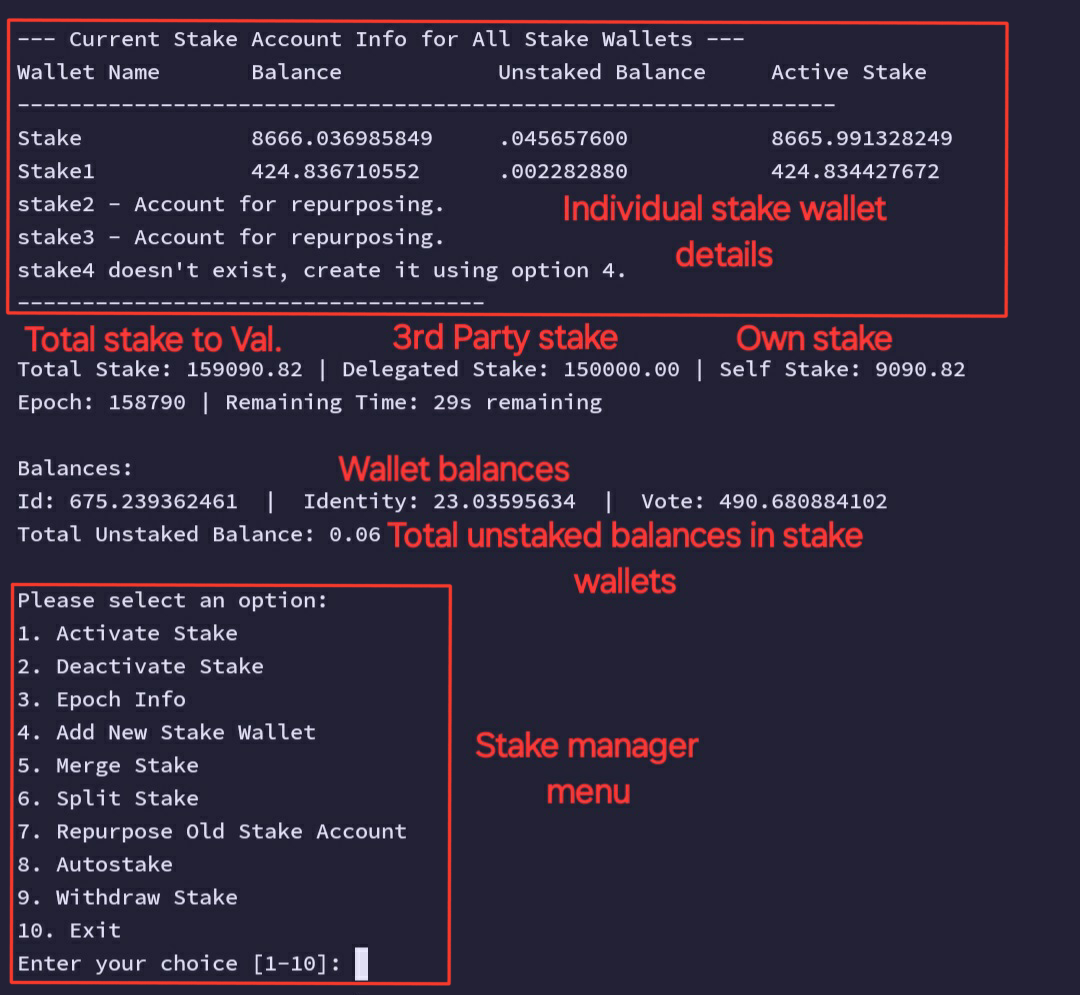 --- Current Stake Account Info for All Stake Wallets ---
Wallet Name Balance Unstaked Balance Active Stake
---------------------------------------------------------------
Stake 8666.036985849 .045657600 8665.991328249
Stake1 424.836710552 .002282880 424.834427672
stake2 - Account for repurposing.
Individual stake wallet
stake3 - Account for repurposing.
details
stake4 doesn't exist, create it using option 4.
------------------------------------
Total stake to Val. 3rd Party stake Own stake
Total Stake: 159090.82 | Delegated Stake: 150000.00 | Self Stake: 9090.82
Epoch: 158790 | Remaining Time: 29s remaining
Balances:
Wallet balances
Id: 675.239362461 | Identity: 23.03595634 | Vote: 490.680884102
Total Unstaked Balance: 0.06
Total unstaked balances in stake
wallets
Please select an option:
1. Activate Stake
2. Deactivate Stake
3. Epoch Info
4. Add New Stake Wallet
5. Merge Stake
6. Split Stake
7. Repurpose Old Stake Account
8. Autostake
9. Withdraw Stake
10. Exit
Enter your choice [1-10]:
Stake manager
menu